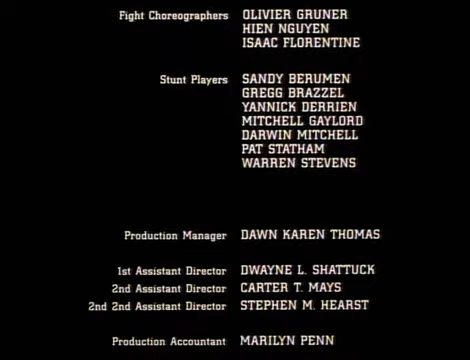 Fight Choreographers OLIVIER GRUNER
HIEN NGUYEN
ISAAC FLORENTINE
Stunt Players SANDY BERUMEN
GREGG BRAZZEL
YANNICK DERRIEN
MITCHELL GAYLORD
DARWIN MITCHELL
PAT STATHAM
WARREN STEVENS
Production Manager DAWN KAREN THOMAS
1st Assistant Director DWAYNE L. SHATTUCK
2nd Assistant Director CARTER T. MAYS
2nd 2nd Assistant Director STEPHEN M. HEARST
Production Accountant MARILYN PENN